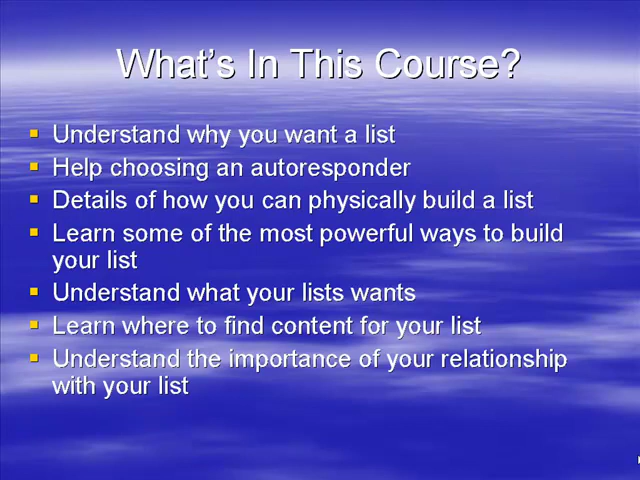 What's In This Course?
Understand why you want a list
Help choosing an autoresponder
Details of how you can physically build a list
Learn some of the most powerful ways to build
your list
Understand what your lists wants
Learn where to find content for your list
Understand the importance of your relationship
with your list